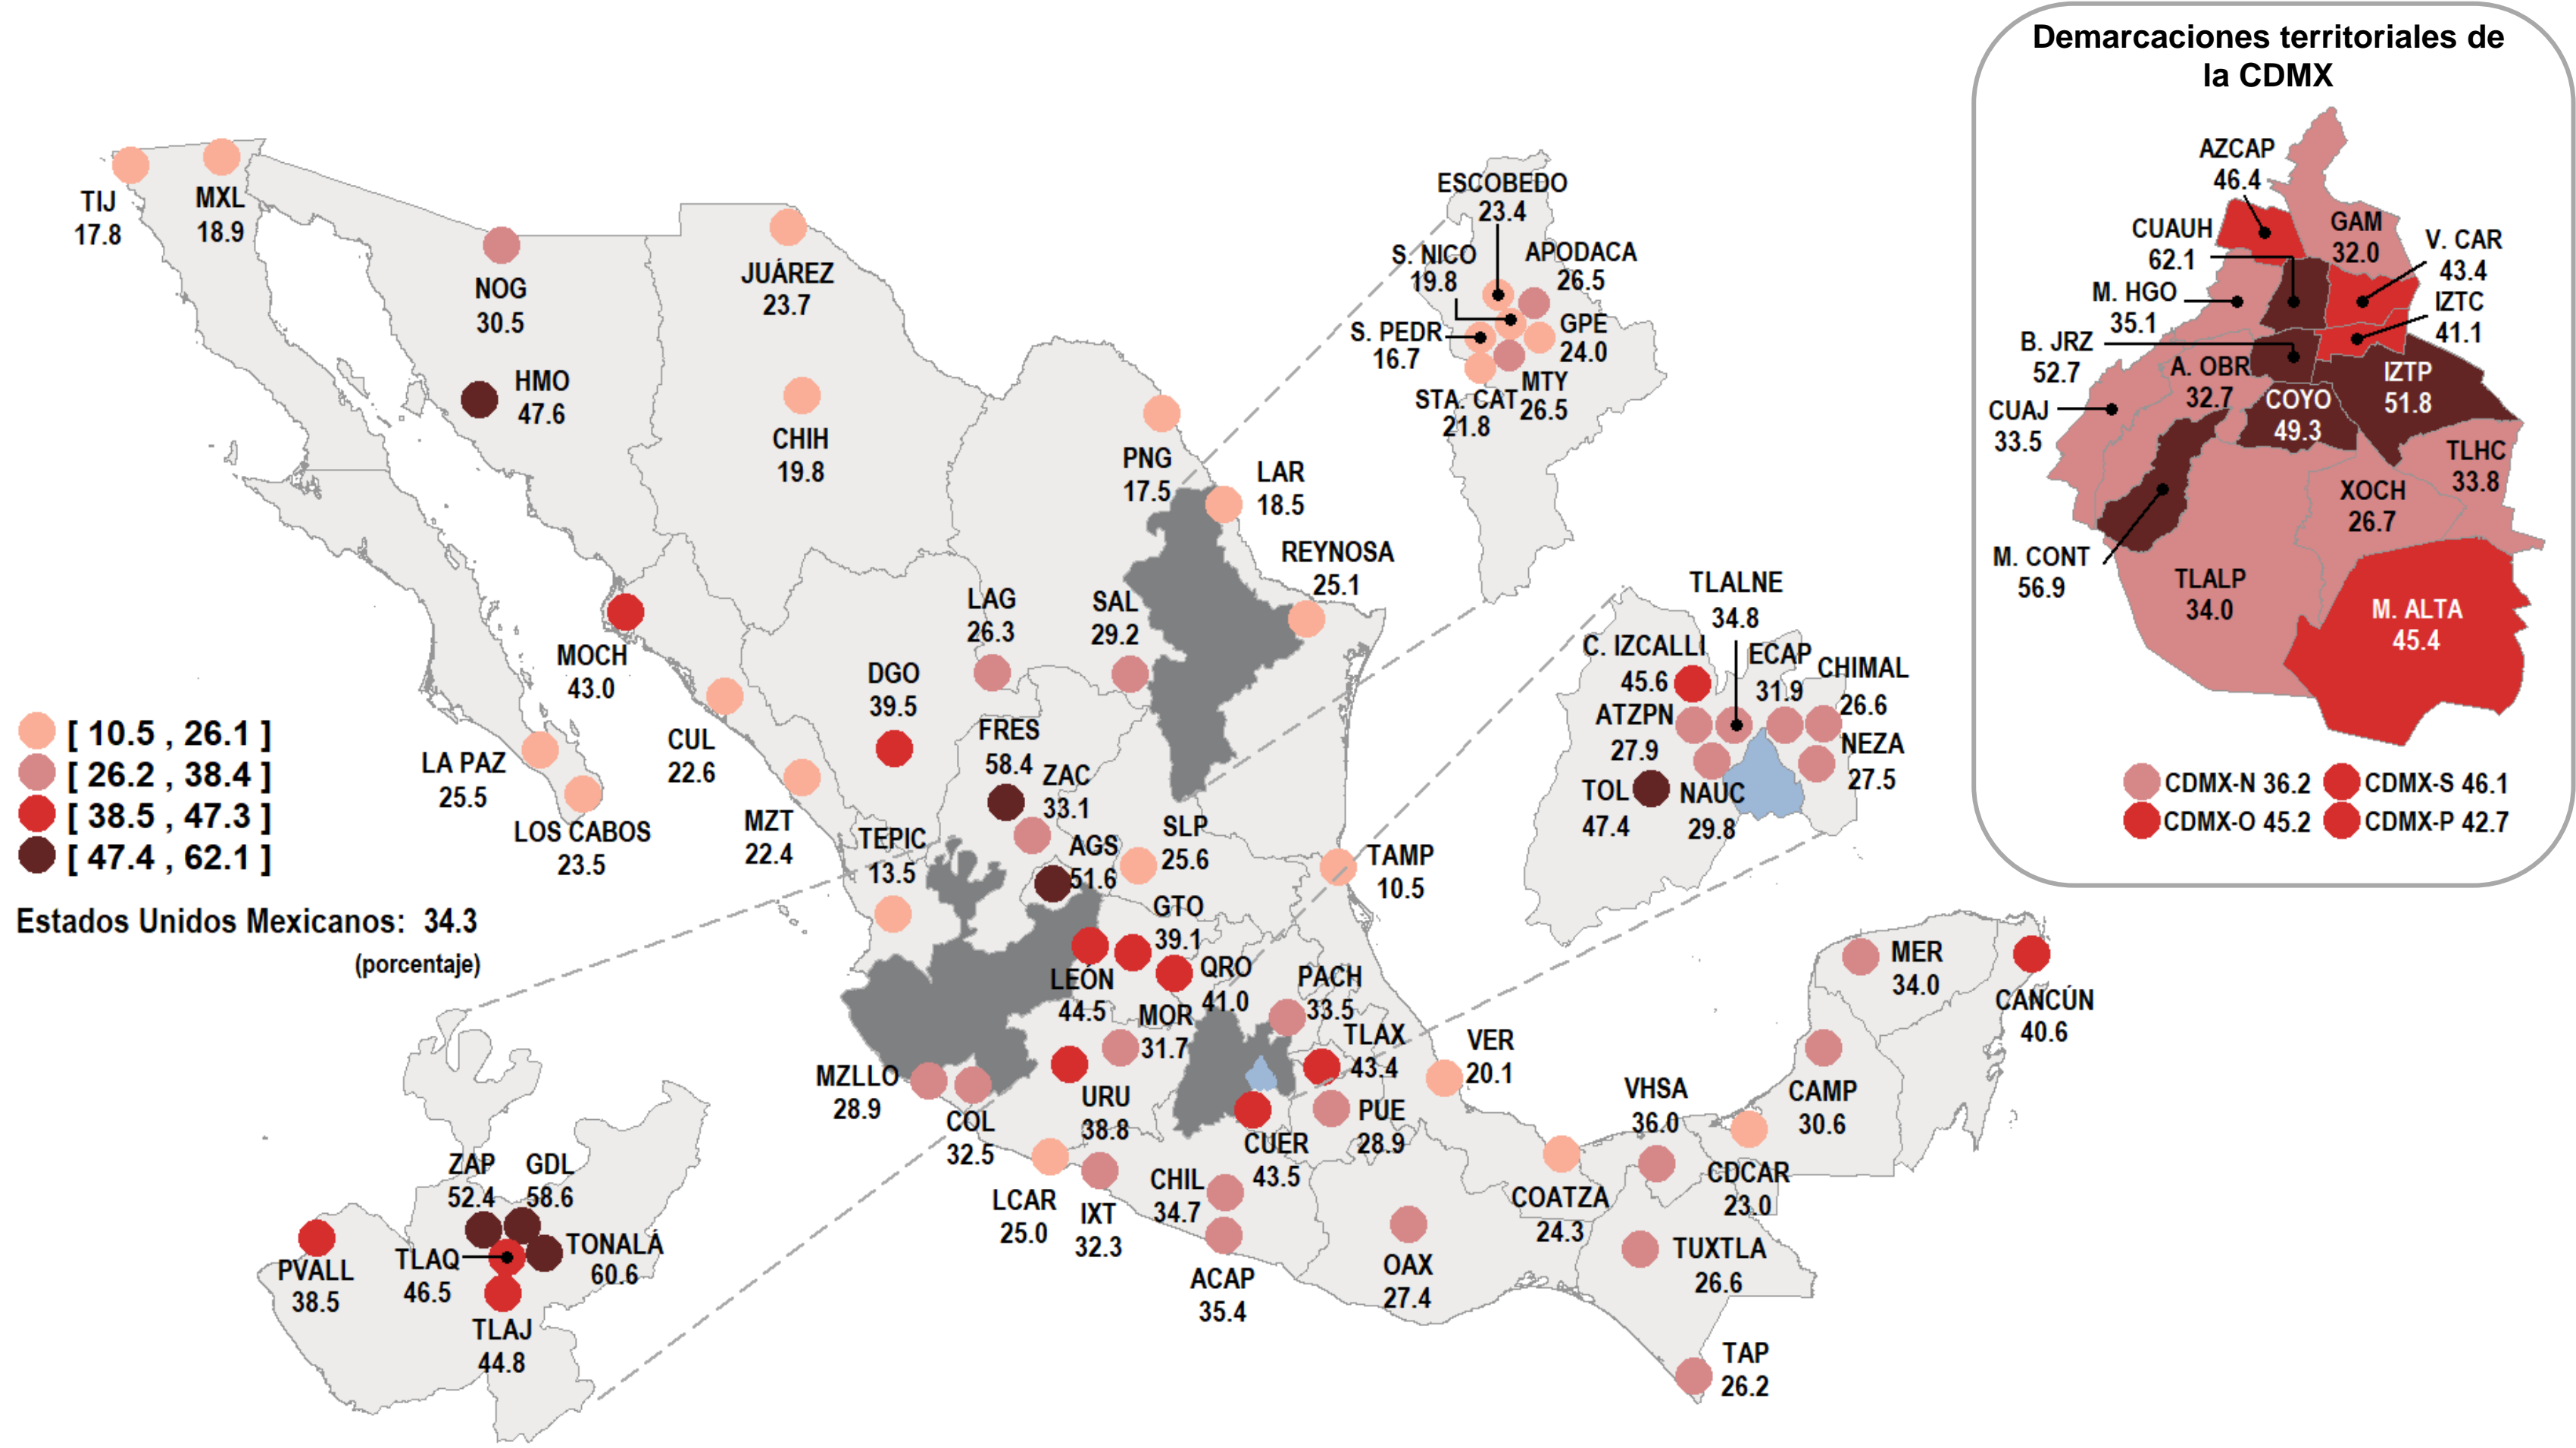 Demarcaciones territoriales de
la CDMX
AZCAP
46.4
CUAUH
62.1
GAM
32.0
V. CAR
43.4
M. HGO
35.1
IZTC
41.1
B. JRZ
52.7
A. OBR
32.7
IZTP
51.8
COYO
49.3
CUAJ
33.5
TLHC
33.8
XOCH
26.7
M. CONT
56.9
TLALP
34.0
M. ALTA
45.4
CDMX-N 36.2
CDMX-S 46.1
CDMX-O 45.2
CDMX-P 42.7
TIJ
17.8
MXL
18.9
NOG
30.5
HMO
47.6
JUÁREZ
23.7
CHIH
19.8
PNG
17.5
LAR
18.5
REYNOSA
25.1
ESCOBEDO
23.4
S. NICO
19.8
APODACA
26.5
S. PEDR
16.7
GPE
24.0
MTY
26.5
STA. CAT
21.8
LAG
26.3
SAL
29.2
MOCH
43.0
DGO
39.5
CUL
22.6
MZT
22.4
LA PAZ
25.5
LOS CABOS
23.5
FRES
58.4
ZAC
33.1
TEPIC
13.5
AGS
51.6
SLP
25.6
TAMP
10.5
GTO
39.1
LEÓN
44.5
QRO
41.0
PACH
33.5
MOR
31.7
TLAX
43.4
VER
20.1
MZLLO
28.9
COL
32.5
URU
38.8
CUER
43.5
PUE
28.9
LCAR
25.0
IXT
32.3
CHIL
34.7
ACAP
35.4
OAX
27.4
COATZA
24.3
VHSA
36.0
CDCAR
23.0
CAMP
30.6
MER
34.0
CANCÚN
40.6
TUXTLA
26.6
TAP
26.2
TLALNE
34.8
C. IZCALLI
45.6
ECAP
31.9
CHIMAL
26.6
ATZPN
27.9
NEZA
27.5
TOL
47.4
NAUC
29.8
ZAP
52.4
GDL
58.6
TONALÁ
60.6
TLAQ
46.5
PVALL
38.5
TLAJ
44.8
[ 10.5 , 26.1 ]
[ 26.2 , 38.4 ]
[ 38.5 , 47.3 ]
[ 47.4 , 62.1 ]
Estados Unidos Mexicanos: 34.3
(porcentaje)